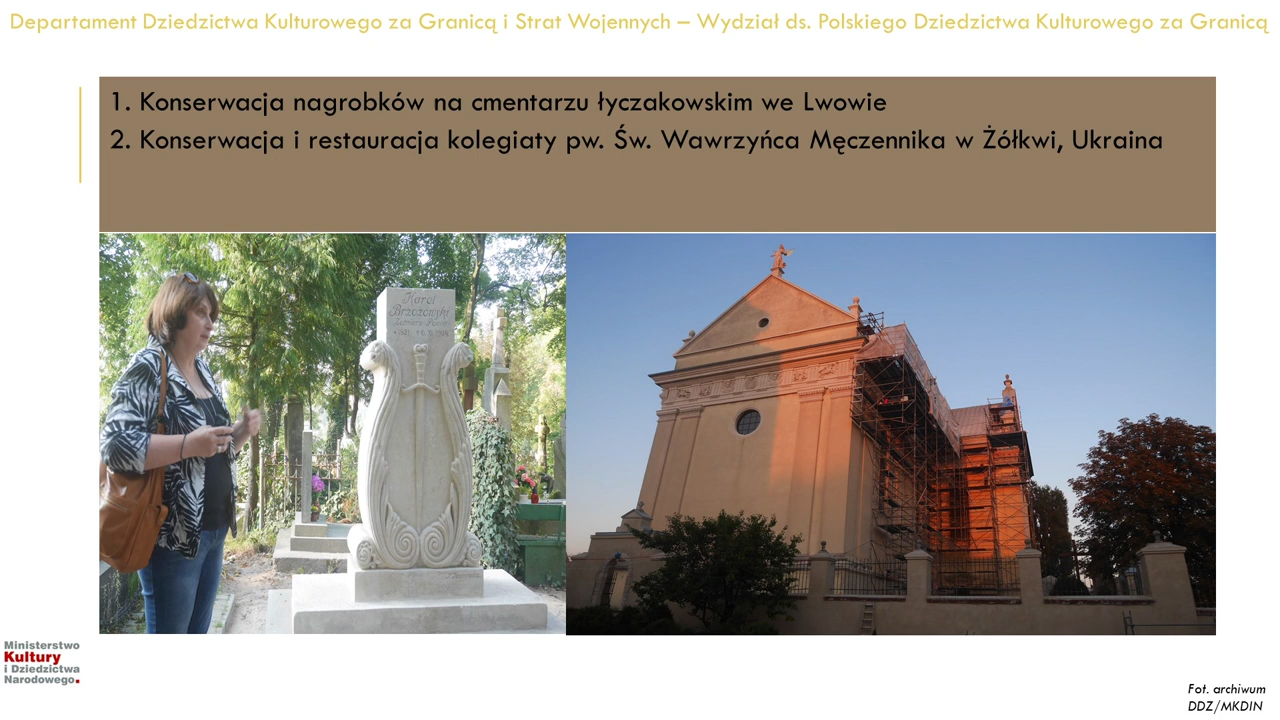 Departament Dziedzictwa Kulturowego za Granicą i Strat Wojennych – Wydział ds. Polskiego Dziedzictwa Kulturowego za Granicą
1. Konserwacja nagrobków na cmentarzu łyczakowskim we Lwowie
2. Konserwacja i restauracja kolegiaty pw. Św. Wawrzyńca Męczennika w Żółkwi, Ukraina
Karol
Brzozowski
Ministerstwo
Kultury
i Dziedzictwa
Narodowego.
Fot. archiwum
DDZ/MKDIN